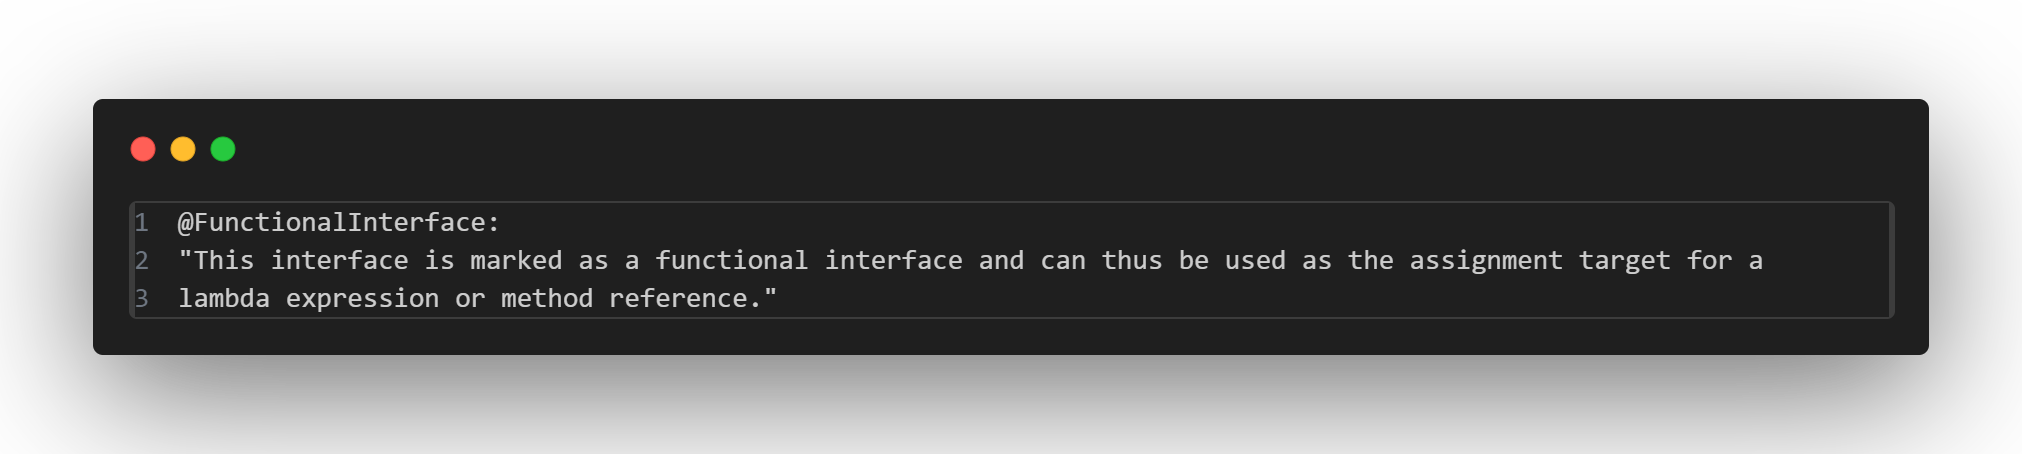 1 @FunctionalInterface:
2 "This interface is marked as a functional interface and can thus be used as the assignment target for a
3 lambda expression or method reference."